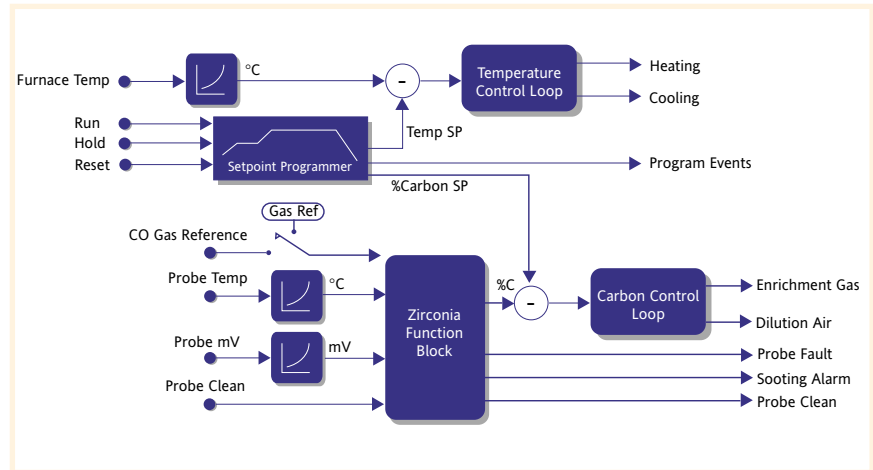 Furnace Temp
°C
-
Temperature
Control Loop
Heating
Cooling
Run
Hold
Reset
Setpoint Programmer
Temp SP
Program Events
%Carbon SP
Gas Ref
CO Gas Reference
Probe Temp
°C
Zirconia
Function
Block
%C
-
Carbon Control
Loop
Enrichment Gas
Dilution Air
Probe mV
mV
Probe Fault
Sooting Alarm
Probe Clean
Probe Clean